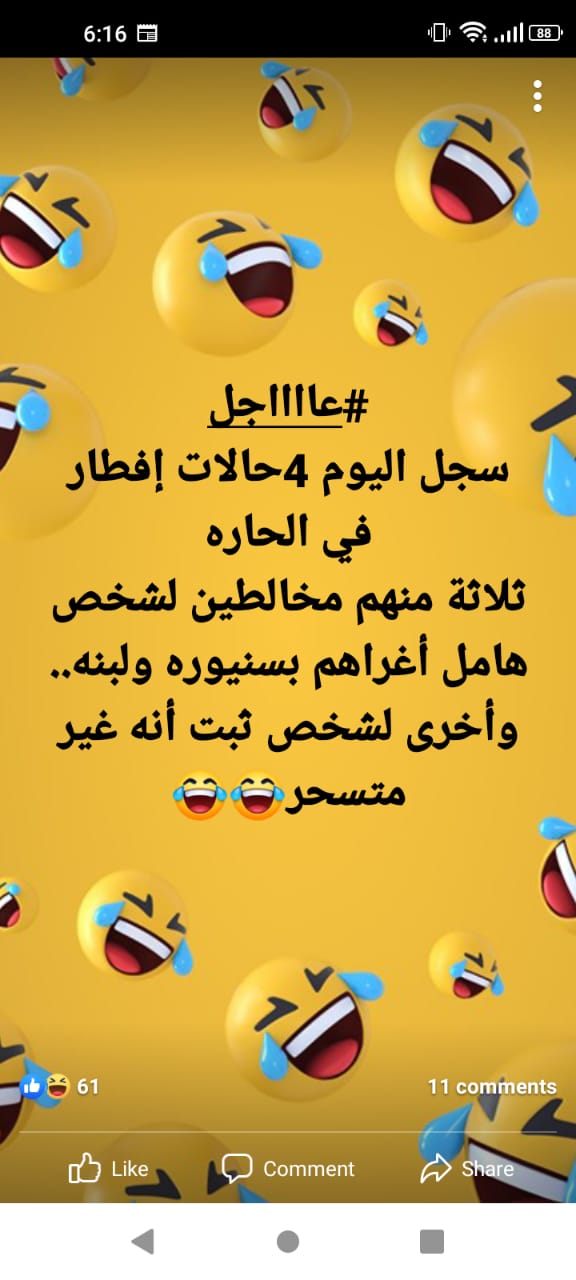 6:16
88
#عااااجل
سجل اليوم 4حالات إفطار
في الحاره
ثلاثة منهم مخالطين لشخص
هامل أغراهم بسنيوره ولبنه..
وأخرى لشخص ثبت أنه غير
متسحر😂😂
61
11 comments
Like
Comment
Share